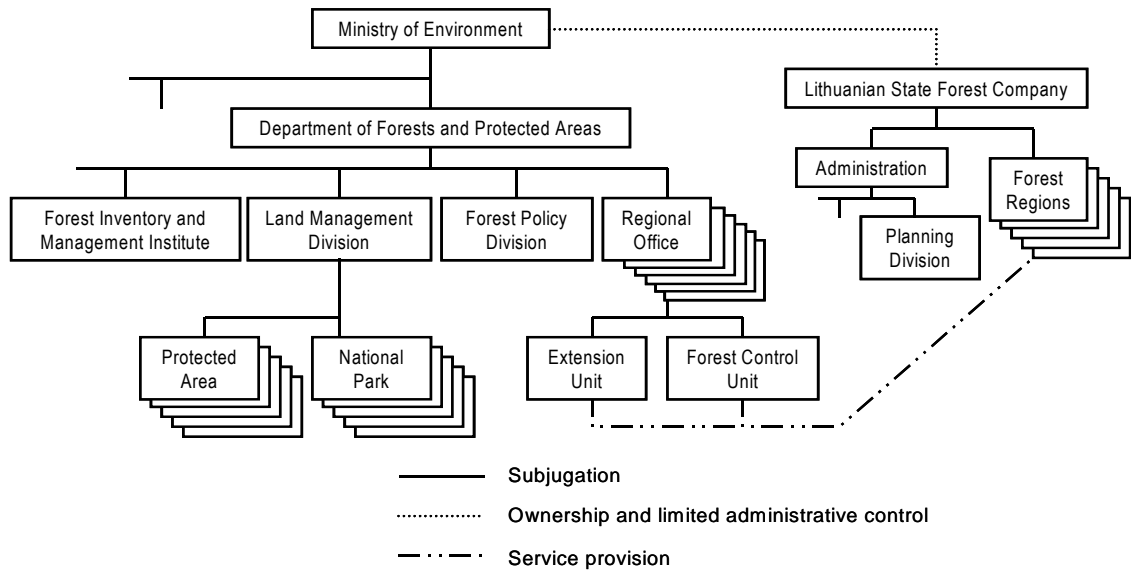 Ministry of Environment
Lithuanian State Forest Company
Department of Forests and Protected Areas
Administration
Forest
Regions
Forest Inventory and
Management Institute
Land Management
Division
Forest Policy
Division
Regional
Office
Planning
Division
Protected
Area
National
Park
Extension
Unit
Forest Control
Unit
Subjugation
Ownership and limited administrative control
Service provision